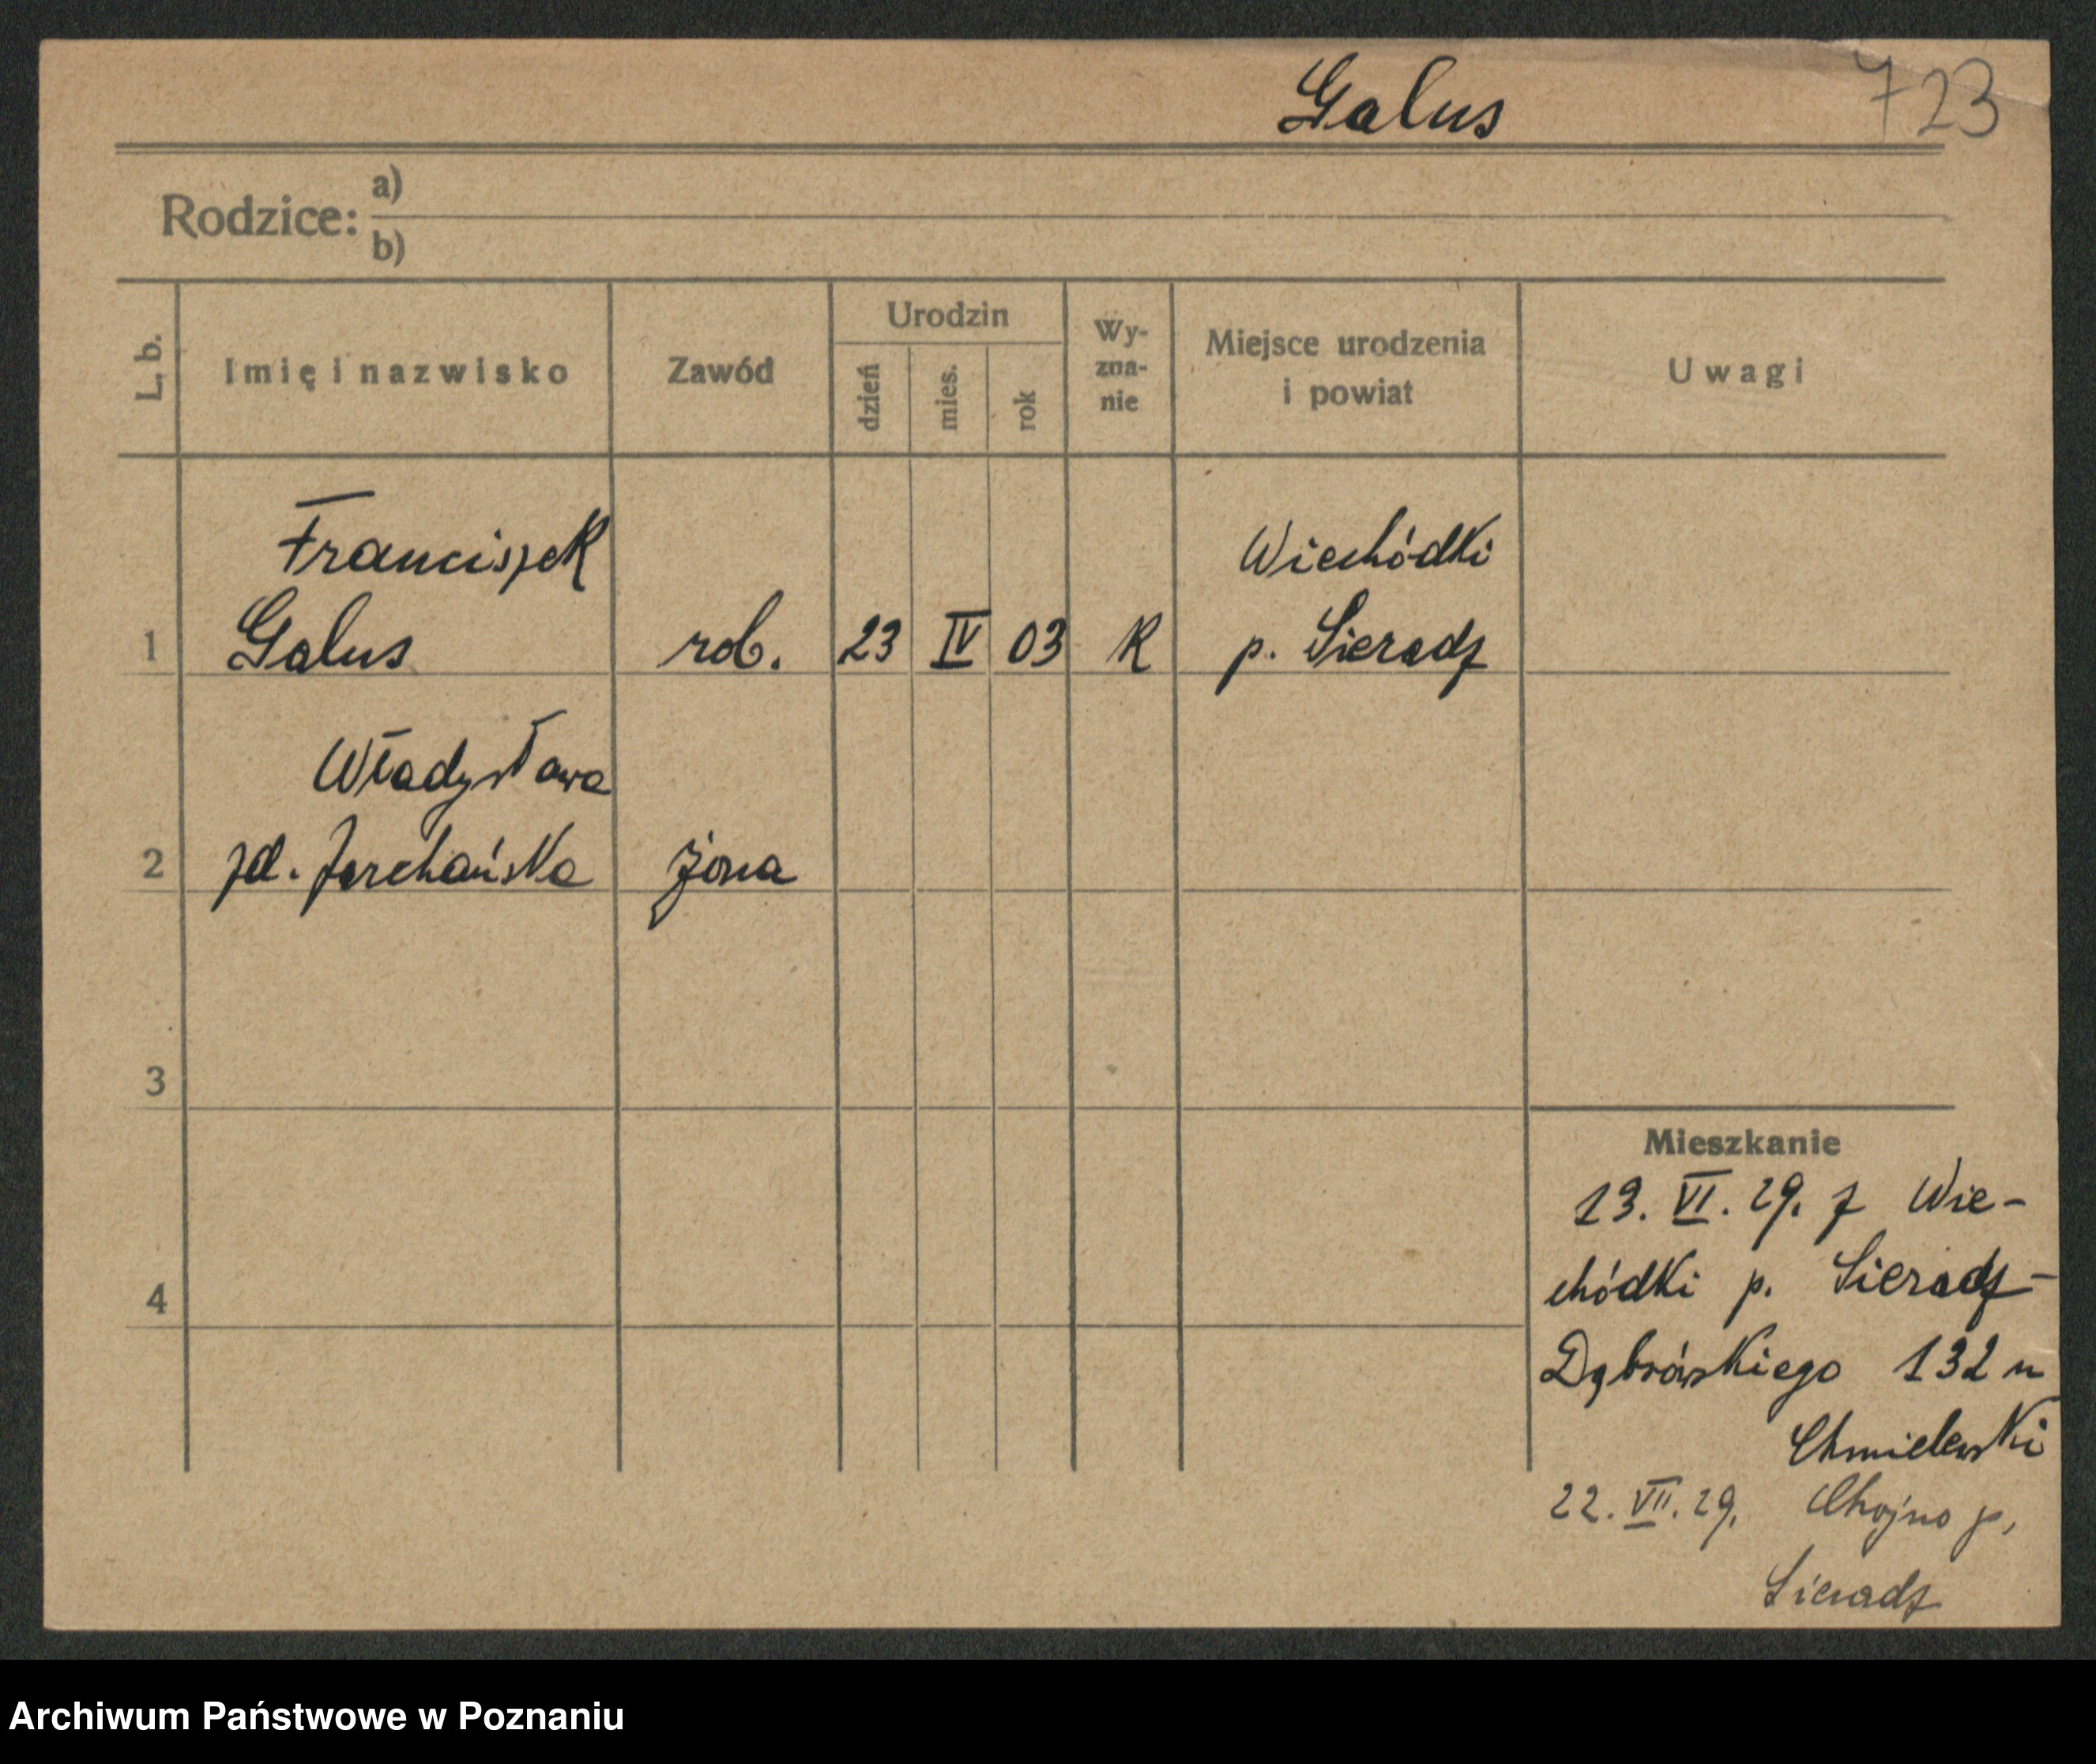 Galus 723
Rodzice: a)
b)
L. b.
Imię i nazwisko
Zawód
Urodzin
dzień
mies.
rok
Wy-
zna-
nie
Miejsce urodzenia
i powiat
Uwagi
Franciszek
Wiechódki
1 Galus rob. 23 IV 03 K p. Sieradz
Władysława
2 zd. żona
3
4
Mieszkanie
13. VI. 29. z Wie-
chódki p. Sieradz-
Dąbrówskiego 132 u
Chmielewski
22. VII. 29. Chojno p.
Sieradz
Archiwum Państwowe w Poznaniu